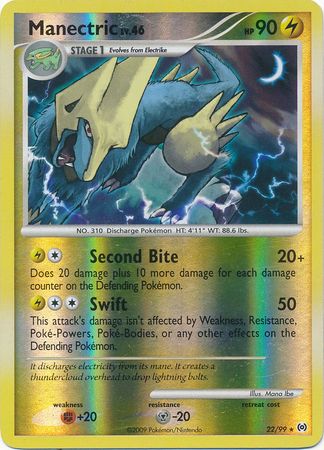 Manectric LV.46 HP 90
STAGE 1 Evolves from Electrike
NO. 310 Discharge Pokémon HT: 4'11" WT: 88.6 lbs.
Second Bite 20+
Does 20 damage plus 10 more damage for each damage
counter on the Defending Pokémon.
Swift 50
This attack's damage isn't affected by Weakness, Resistance,
Poké-Powers, Poké-Bodies, or any other effects on the
Defending Pokémon.
It discharges electricity from its mane. It creates a
thundercloud overhead to drop lightning bolts.
Illus. Mana Ibe
weakness resistance retreat cost
+20 -20
©2009 Pokémon/Nintendo 22/99 ★